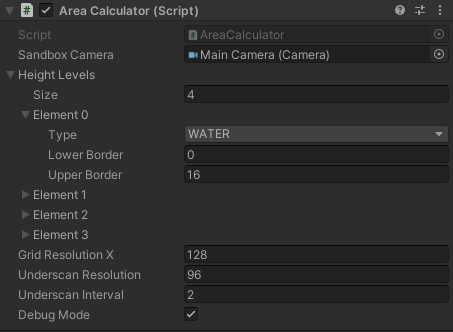 Area Calculator (Script)
Script AreaCalculator
Sandbox Camera Main Camera (Camera)
Height Levels
Size 4
Element 0
Type WATER
Lower Border 0
Upper Border 16
Element 1
Element 2
Element 3
Grid Resolution X 128
Underscan Resolution 96
Underscan Interval 2
Debug Mode